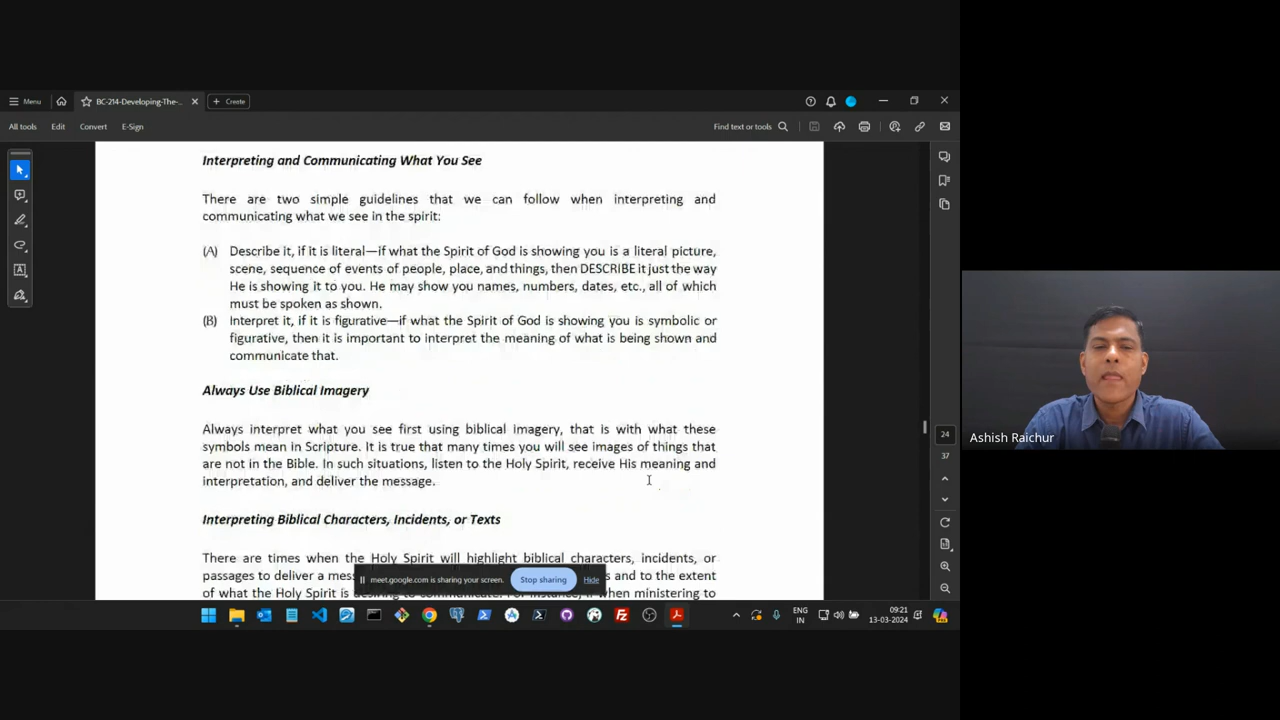 Menu
BC-214-Developing-The-...
Create
All tools
Edit
Convert
E-Sign
Find text or tools
Interpreting and Communicating What You See
There are two simple guidelines that we can follow when interpreting and
communicating what we see in the spirit:
(A) Describe it, if it is literal—if what the Spirit of God is showing you is a literal picture,
scene, sequence of events of people, place, and things, then DESCRIBE it just the way
He is showing it to you. He may show you names, numbers, dates, etc., all of which
must be spoken as shown.
(B) Interpret it, if it is figurative—if what the Spirit of God is showing you is symbolic or
figurative, then it is important to interpret the meaning of what is being shown and
communicate that.
Always Use Biblical Imagery
Always interpret what you see first using biblical imagery, that is with what these
symbols mean in Scripture. It is true that many times you will see images of things that
are not in the Bible. In such situations, listen to the Holy Spirit, receive His meaning and
interpretation, and deliver the message.
Interpreting Biblical Characters, Incidents, or Texts
There are times when the Holy Spirit will highlight biblical characters, incidents, or
passages to deliver a mess s and to the extent
of what the Holy Spirit is when ministering to
meet.google.com is sharing your screen.
Stop sharing
Hide
24
37
ENG
IN
09:21
13-03-2024
Ashish Raichur